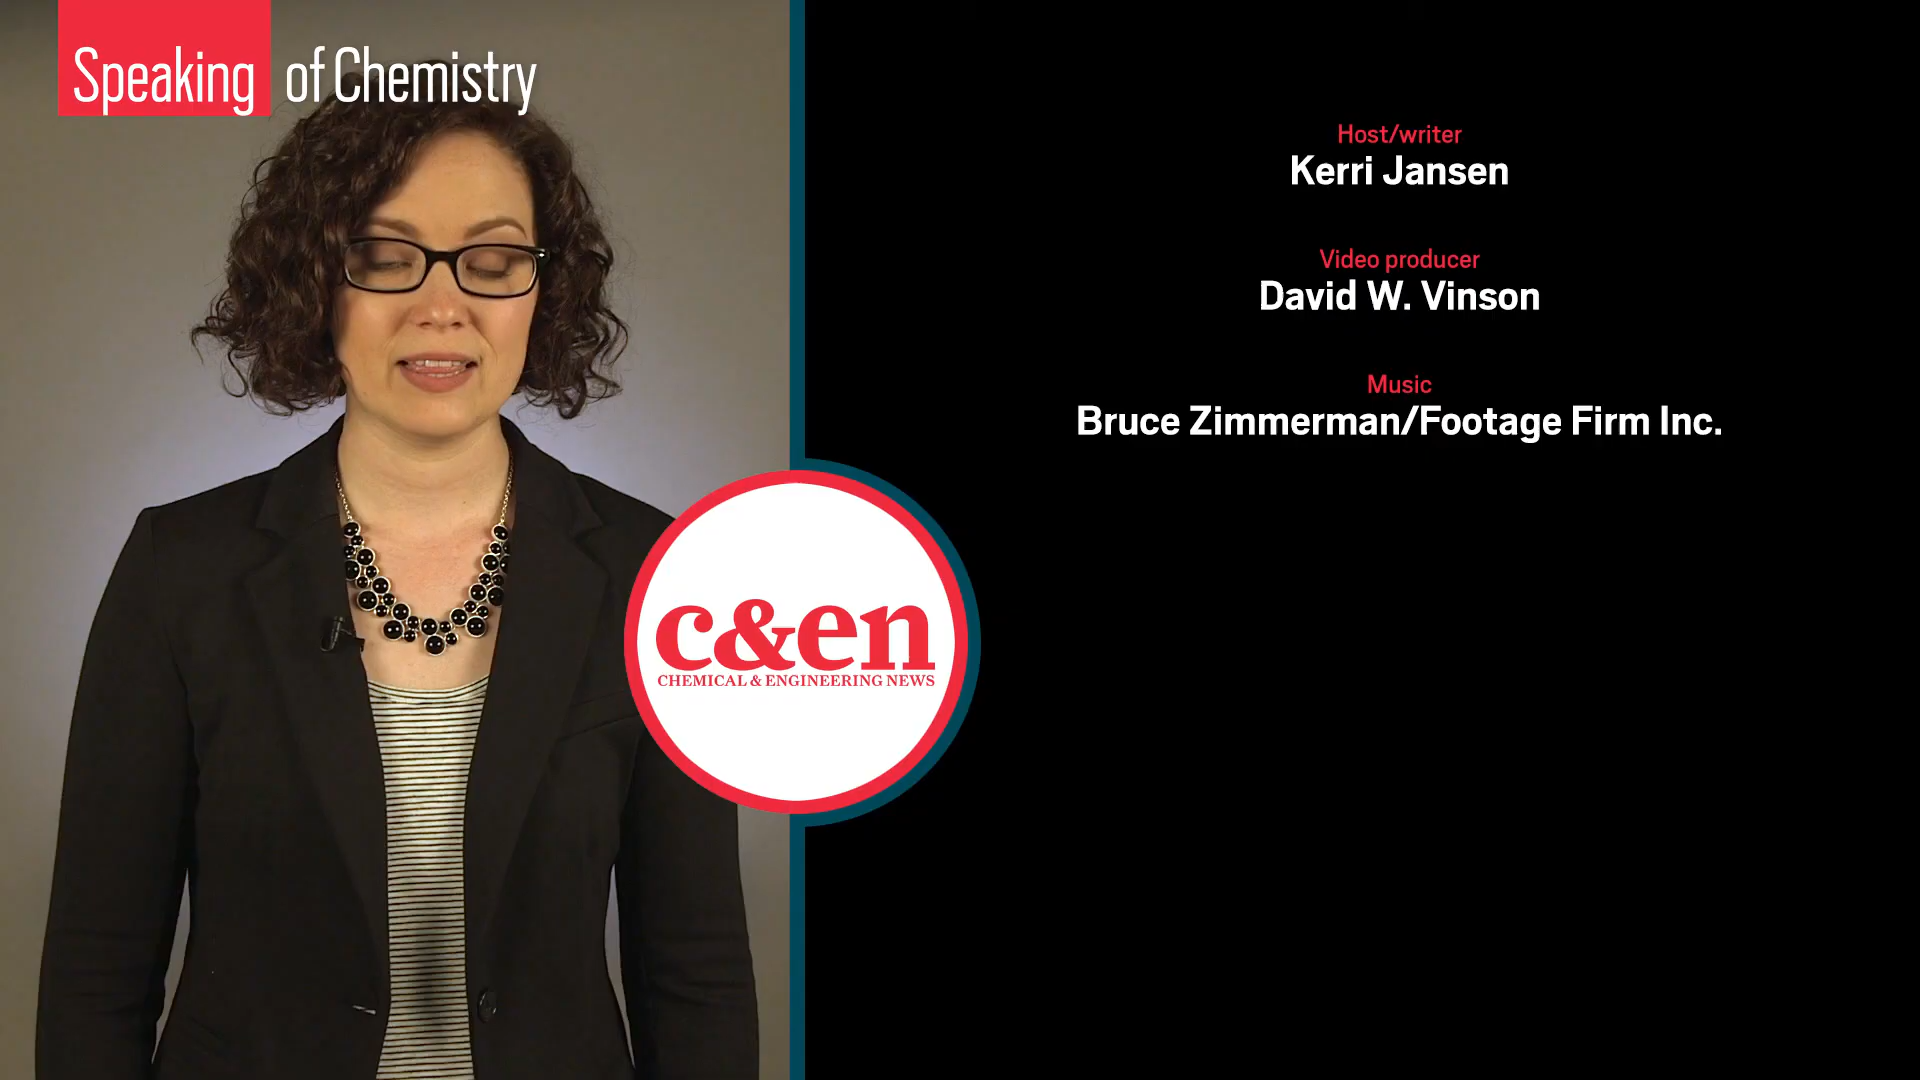 Speaking of Chemistry
Host/writer
Kerri Jansen
Video producer
David W. Vinson
Music
Bruce Zimmerman/Footage Firm Inc.
c&en
CHEMICAL & ENGINEERING NEWS